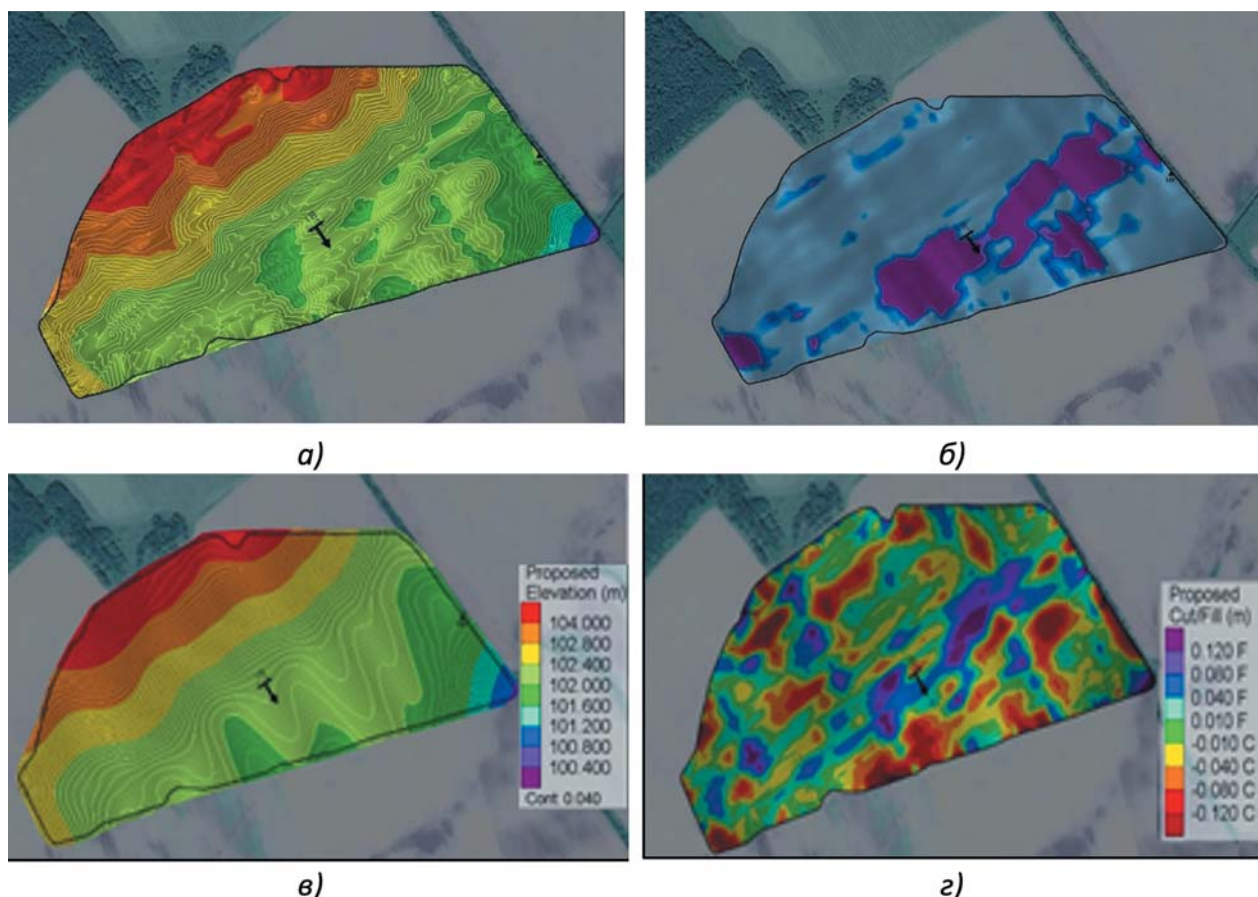 а)
б)
Proposed
Elevation (m)
104.000
102.800
102.400
102.000
101.600
101.200
100.800
100.400
Cont 0.040
в)
Proposed
Cut/Fill (m)
0.120 F
0.080 F
0.040 F
0.010 F
-0.010 C
-0.040 C
-0.080 C
-0.120 C
г)